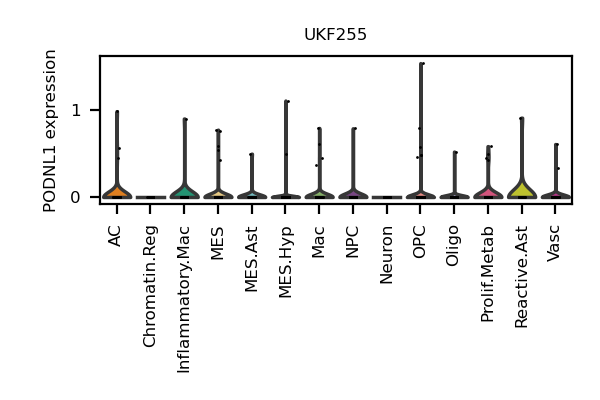 UKF255
PODNL1 expression
1
0
AC
Chromatin.Reg
Inflammatory.Mac
MES
MES.Ast
MES.Hyp
Mac
NPC
Neuron
OPC
Oligo
Prolif.Metab
Reactive.Ast
Vasc